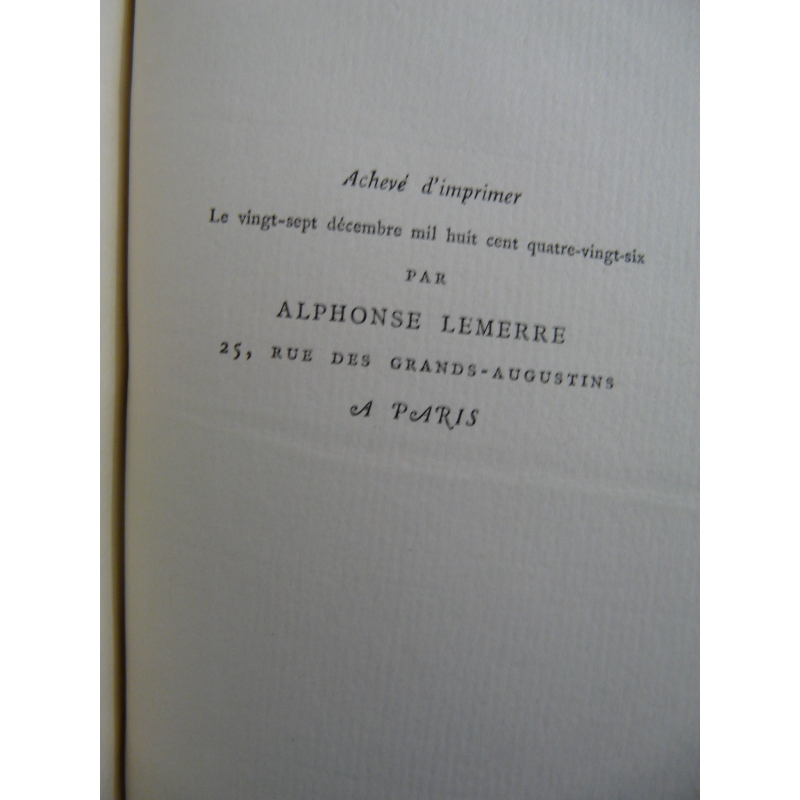 Achevé d'imprimer
Le vingt-sept décembre mil huit cent quatre-vingt-six
PAR
ALPHONSE LEMERRE
25, RUE DES GRANDS-AUGUSTINS
A PARIS